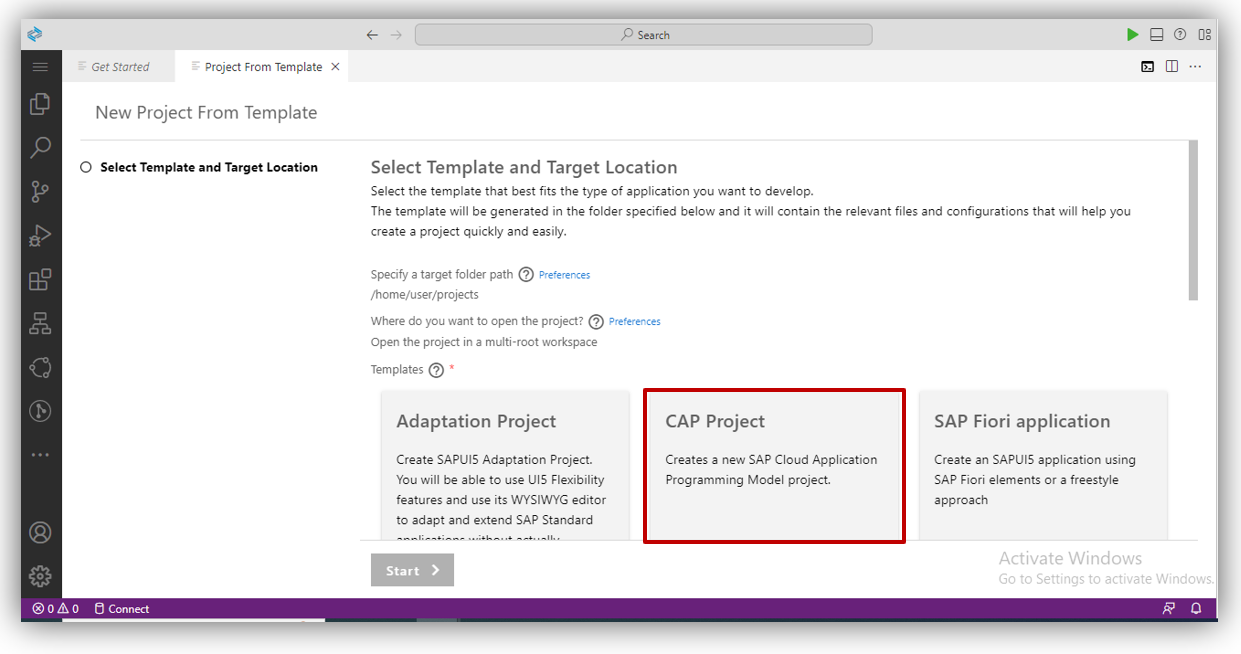 Search
Get Started
Project From Template
New Project From Template
Select Template and Target Location
Select Template and Target Location
Select the template that best fits the type of application you want to develop.
The template will be generated in the folder specified below and it will contain the relevant files and configurations that will help you
create a project quickly and easily.
Specify a target folder path ? Preferences
/home/user/projects
Where do you want to open the project? ? Preferences
Open the project in a multi-root workspace
Templates ? *
Adaptation Project
Create SAPUI5 Adaptation Project.
You will be able to use UI5 Flexibility
features and use its WYSIWYG editor
to adapt and extend SAP Standard
applications without actually
CAP Project
Creates a new SAP Cloud Application
Programming Model project.
SAP Fiori application
Create an SAPUI5 application using
SAP Fiori elements or a freestyle
approach
Start
Activate Windows
Go to Settings to activate Windows.
0 0 Connect